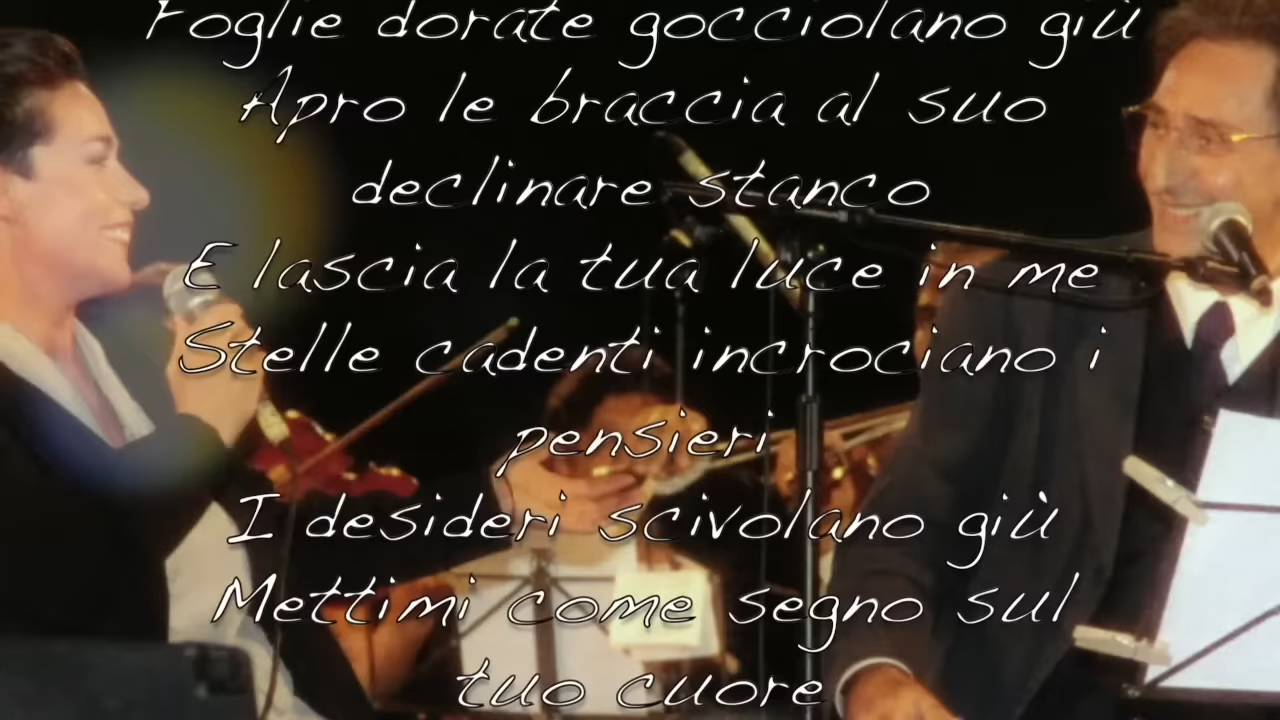 Foglie dorate gocciolano giù
Apro le braccia al suo
declinare stanco
E lascia la tua luce in me
Stelle cadenti incrociano i
pensieri
I desideri scivolano giù
Mettimi come segno sul
tuo cuore